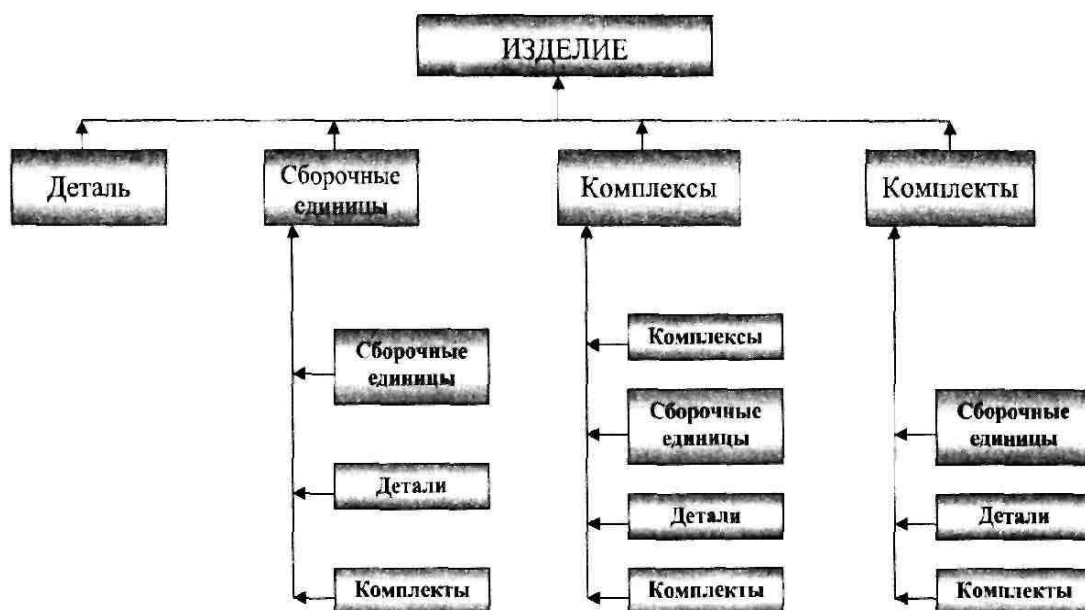 ИЗДЕЛИЕ
Деталь
Сборочные
единицы
Комплексы
Комплекты
Сборочные
единицы
Детали
Комплекты
Комплексы
Сборочные
единицы
Детали
Комплекты
Сборочные
единицы
Детали
Комплекты